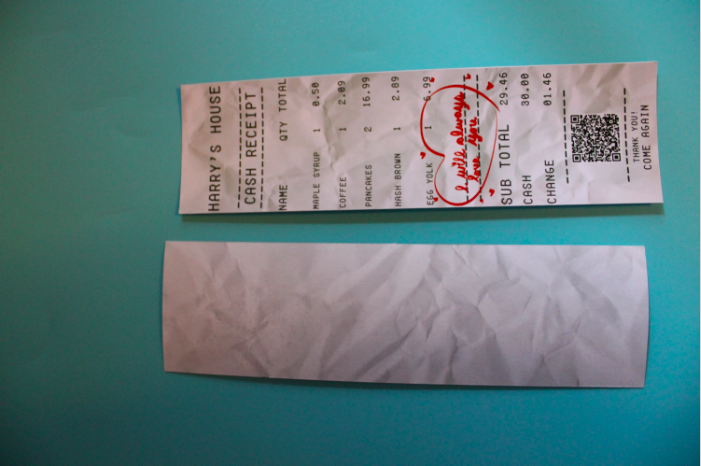 HARRY'S HOUSE
CASH RECEIPT
NAME QTY TOTAL
MAPLE SYRUP 1 0.50
COFFEE 1 2.09
PANCAKES 2 16.99
HASH BROWN 1 2.09
EGG YOLK 1 6.99
I will always
love you
SUB TOTAL 29.46
CASH 30.00
CHANGE 01.46
THANK YOU!
COME AGAIN